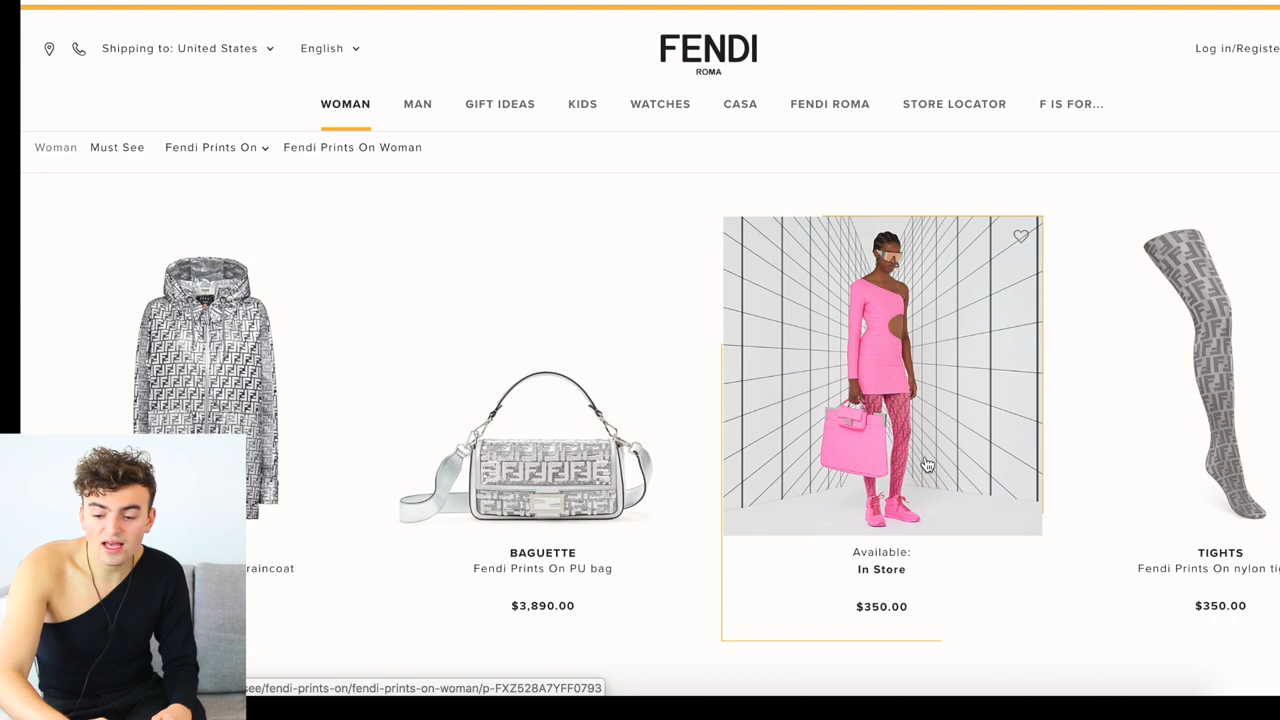 Shipping to: United States
English
FENDI
ROMA
Log in/Registe
WOMAN
MAN
GIFT IDEAS
KIDS
WATCHES
CASA
FENDI ROMA
STORE LOCATOR
F IS FOR...
Woman
Must See
Fendi Prints On
Fendi Prints On Woman
raincoat
BAGUETTE
Fendi Prints On PU bag
$3,890.00
Available:
In Store
$350.00
TIGHTS
Fendi Prints On nylon tig
$350.00
see/fendi-prints-on/fendi-prints-on-woman/p-FXZ528A7YFF0793